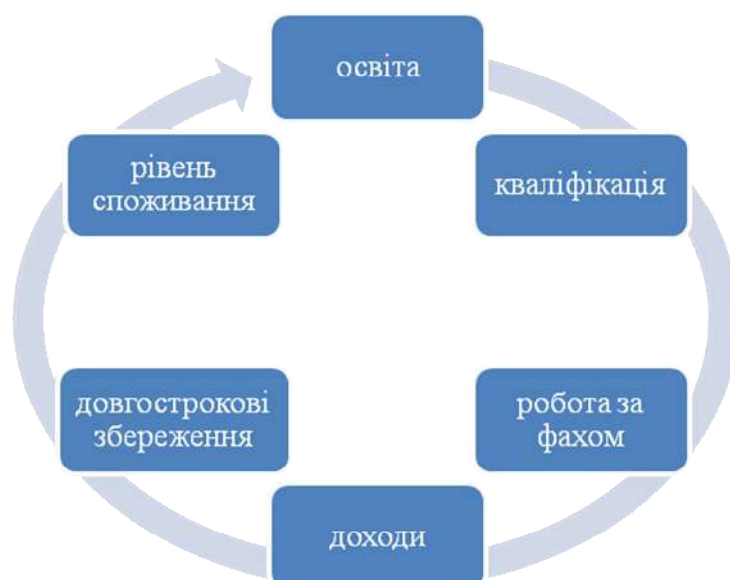 освіта
кваліфікація
робота за
фахом
доходи
довгострокові
збереження
рівень
споживання